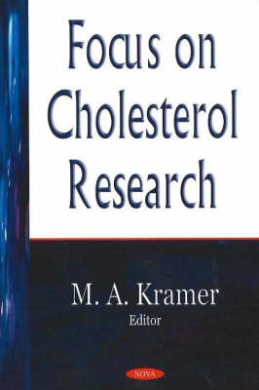 Focus on
Cholesterol
Research
M. A. Kramer
Editor
NOVA